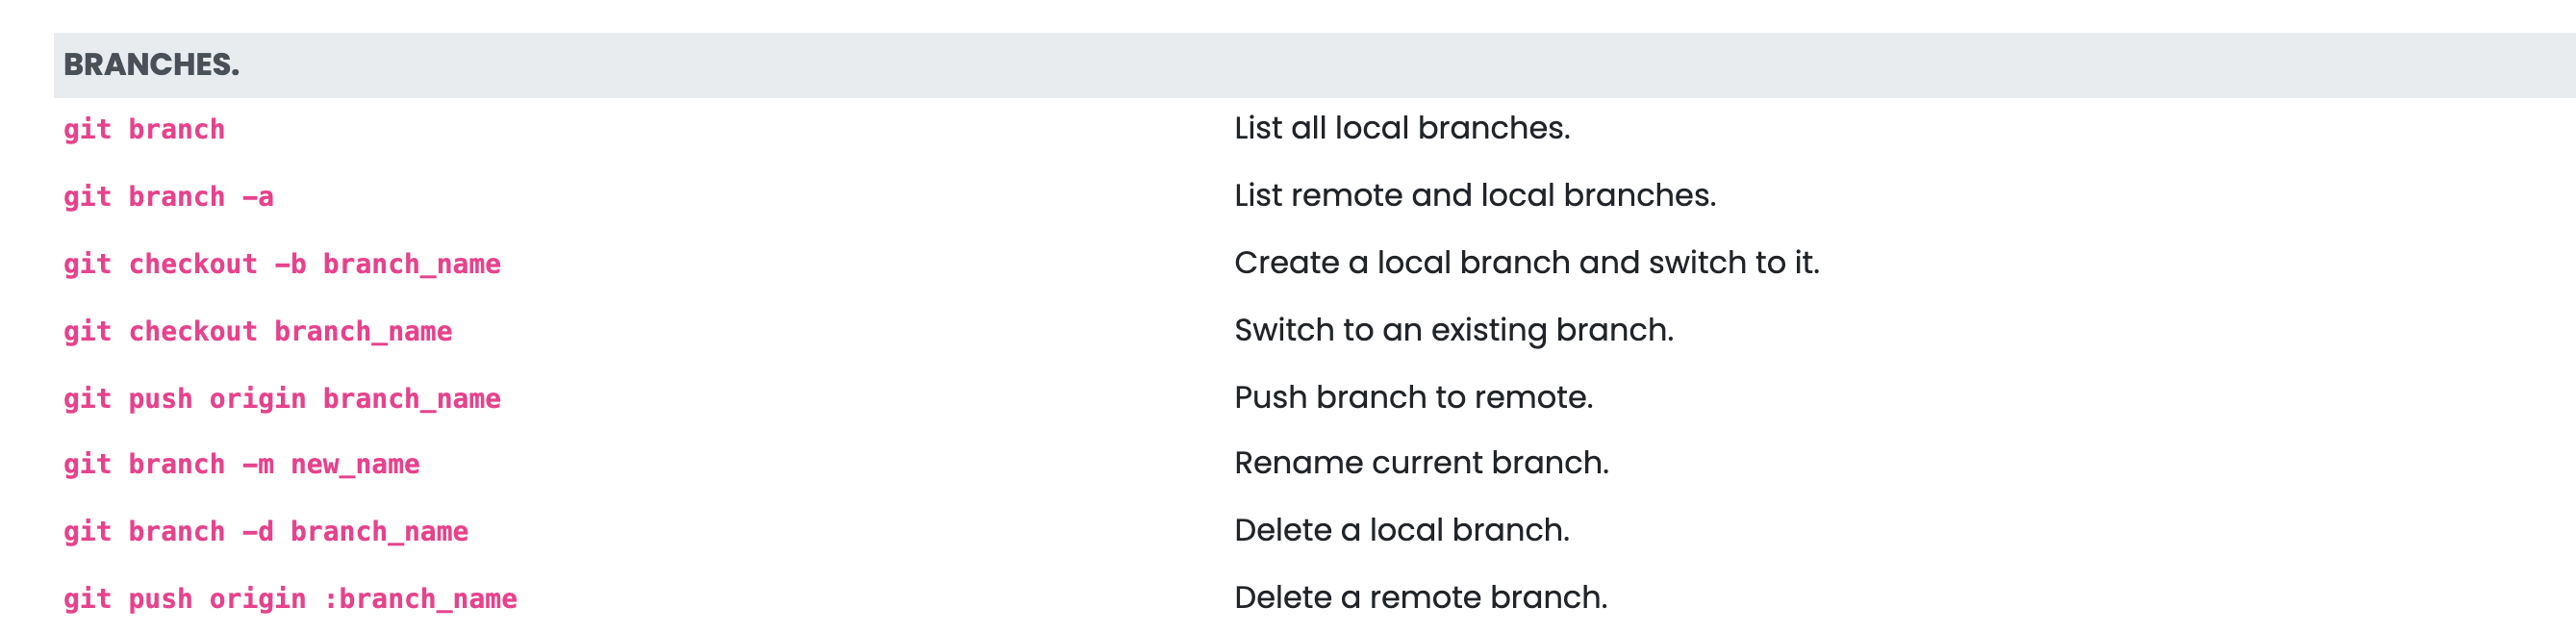 BRANCHES.
git branch List all local branches.
git branch -a List remote and local branches.
git checkout -b branch_name Create a local branch and switch to it.
git checkout branch_name Switch to an existing branch.
git push origin branch_name Push branch to remote.
git branch -m new_name Rename current branch.
git branch -d branch_name Delete a local branch.
git push origin :branch_name Delete a remote branch.